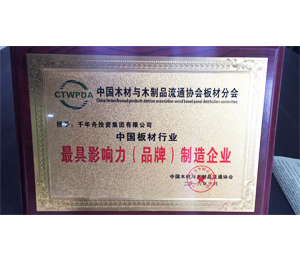 CTWPDA
中国木材与木制品流通协会板材分会
授予：千年舟投资集团有限公司
中国板材行业
最具影响力（品牌）制造企业
中国木材与木制品流通协会